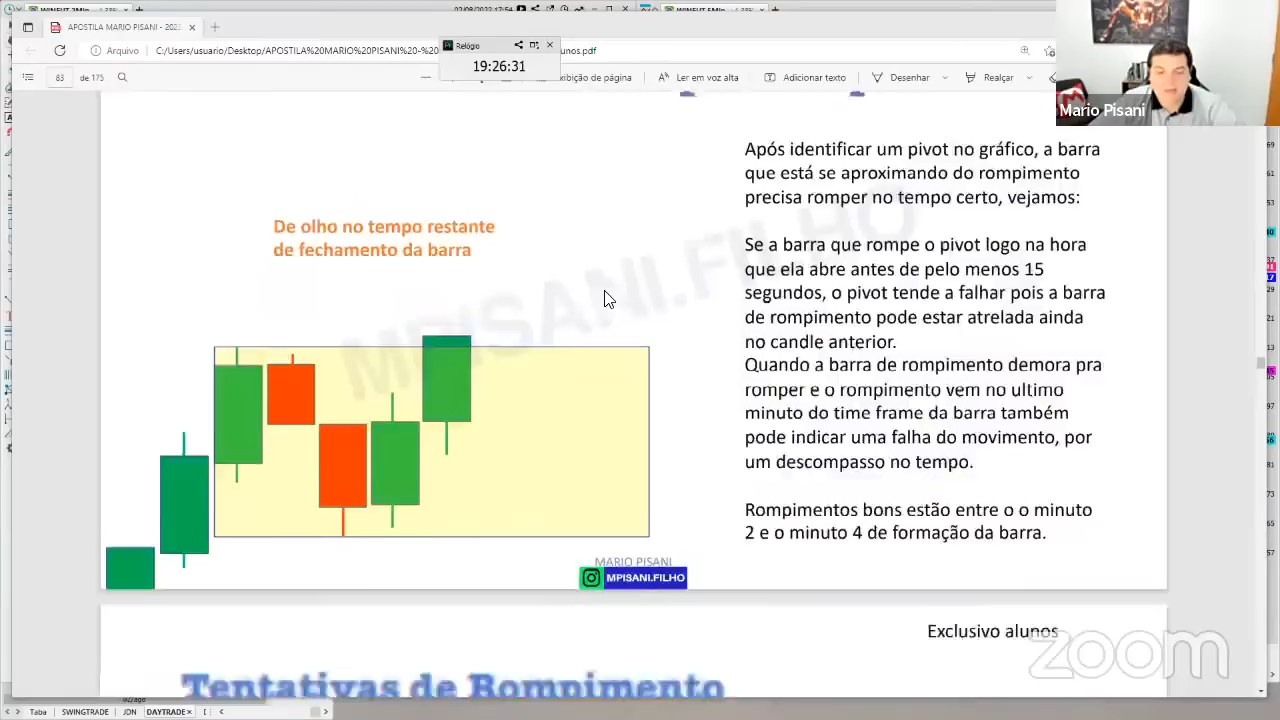 APOSTILA MARIO PISANI - 202
Arquivo
C:/Users/usuario/Desktop/APOSTILA%20MARIO%20PISANI%20-%20
unos.pdf
Relógio
19:26:31
83 de 175
xibição de página
Ler em voz alta
Adicionar texto
Desenhar
Realçar
Mario Pisani
Após identificar um pivot no gráfico, a barra
que está se aproximando do rompimento
precisa romper no tempo certo, vejamos:
De olho no tempo restante
de fechamento da barra
Se a barra que rompe o pivot logo na hora
que ela abre antes de pelo menos 15
segundos, o pivot tende a falhar pois a barra
de rompimento pode estar atrelada ainda
no candle anterior.
Quando a barra de rompimento demora pra
romper e o rompimento vem no ultimo
minuto do time frame da barra também
pode indicar uma falha do movimento, por
um descompasso no tempo.
Rompimentos bons estão entre o o minuto
2 e o minuto 4 de formação da barra.
MPISANI.FILHO
MARIO PISANI
MPISANI.FILHO
Exclusivo alunos
zoom
Tentativas de Rompimento
Taba
SWINGTRADE
JDN
DAYTRADE